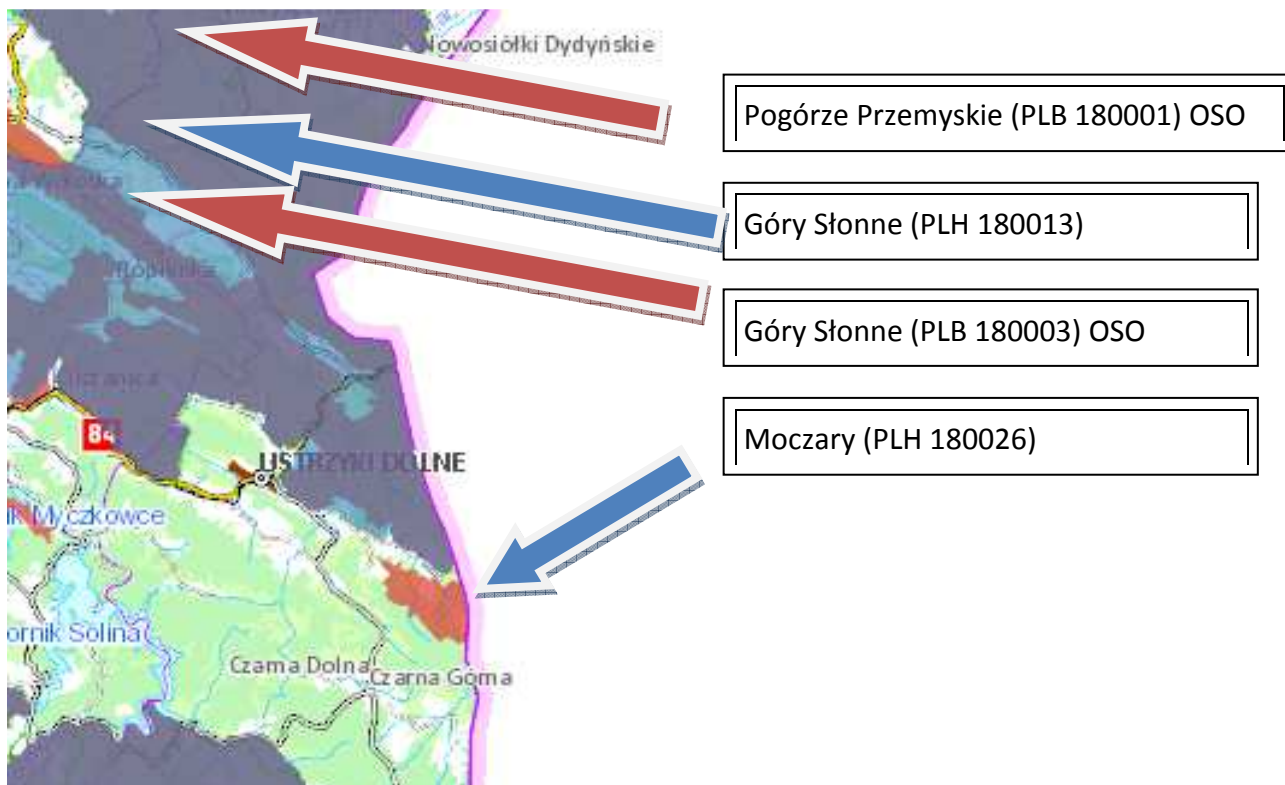 Nowosiółki Dydyńskie
Pogórze Przemyskie (PLB 180001) OSO
Góry Słonne (PLH 180013)
Góry Słonne (PLB 180003) OSO
Moczary (PLH 180026)
84
USTRZYKI DOLNE
Myczkowce
ornik Solina
Czarna Dolna
Czarna Górna